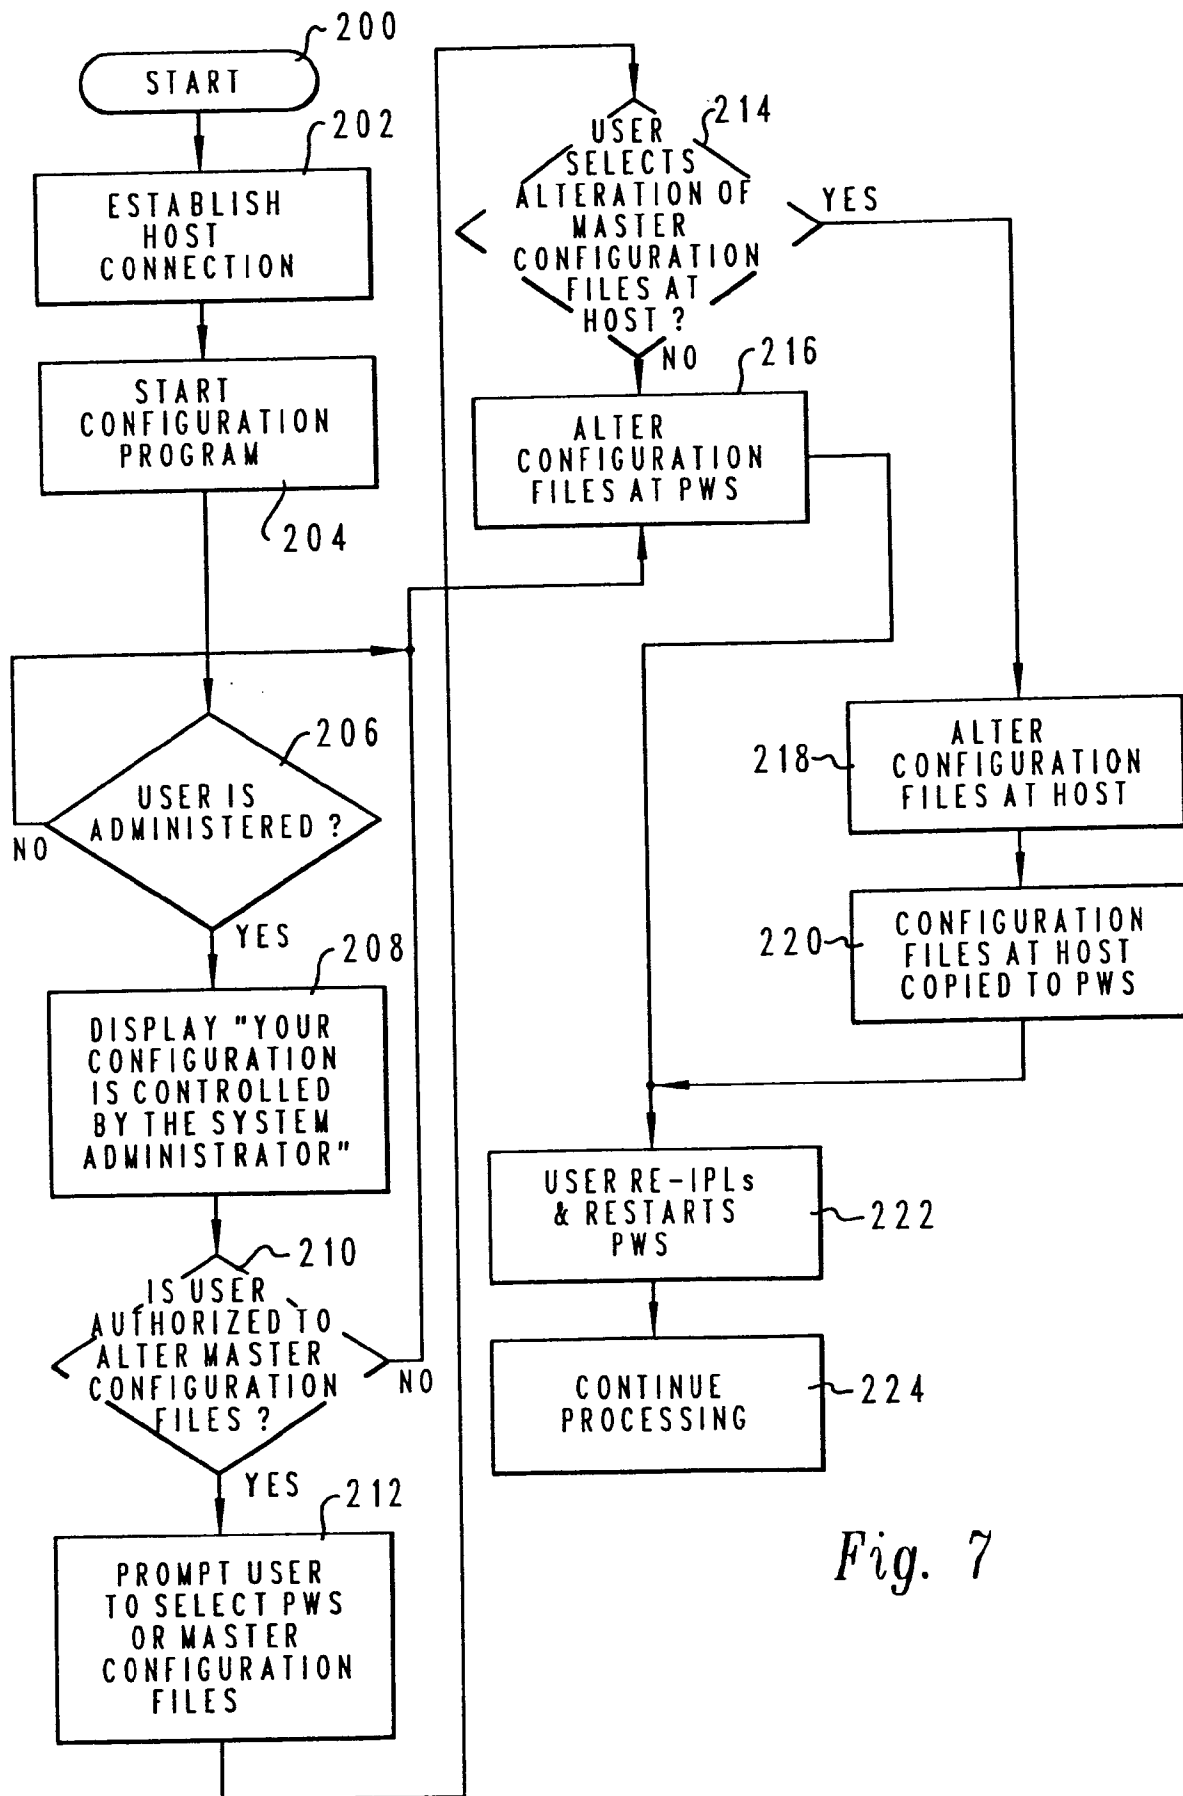 200
START
202
ESTABLISH
HOST
CONNECTION
START
CONFIGURATION
PROGRAM
204
206
USER IS
ADMINISTERED ?
NO
YES
208
DISPLAY "YOUR
CONFIGURATION
IS CONTROLLED
BY THE SYSTEM
ADMINISTRATOR"
210
IS USER
AUTHORIZED TO
ALTER MASTER
CONFIGURATION
FILES ?
NO
YES
212
PROMPT USER
TO SELECT PWS
OR MASTER
CONFIGURATION
FILES
214
USER
SELECTS
ALTERATION OF
MASTER
CONFIGURATION
FILES AT
HOST ?
YES
NO
216
ALTER
CONFIGURATION
FILES AT PWS
218
ALTER
CONFIGURATION
FILES AT HOST
220
CONFIGURATION
FILES AT HOST
COPIED TO PWS
USER RE-IPLs
& RESTARTS
PWS
222
CONTINUE
PROCESSING
224
Fig. 7